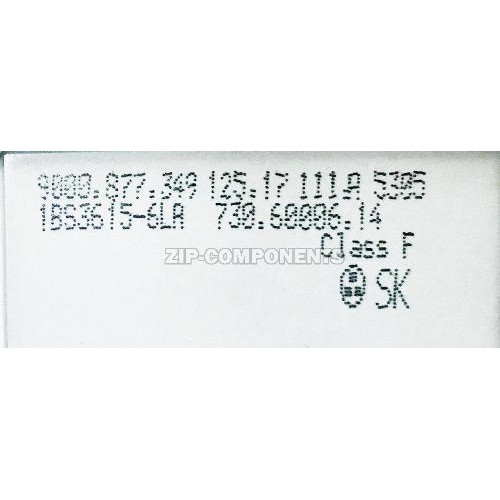 9000.877.349 125.17 111A 5305
1BS3615-6LA 730.60006.14
Class F
ZIP-COMPONENTS
SK